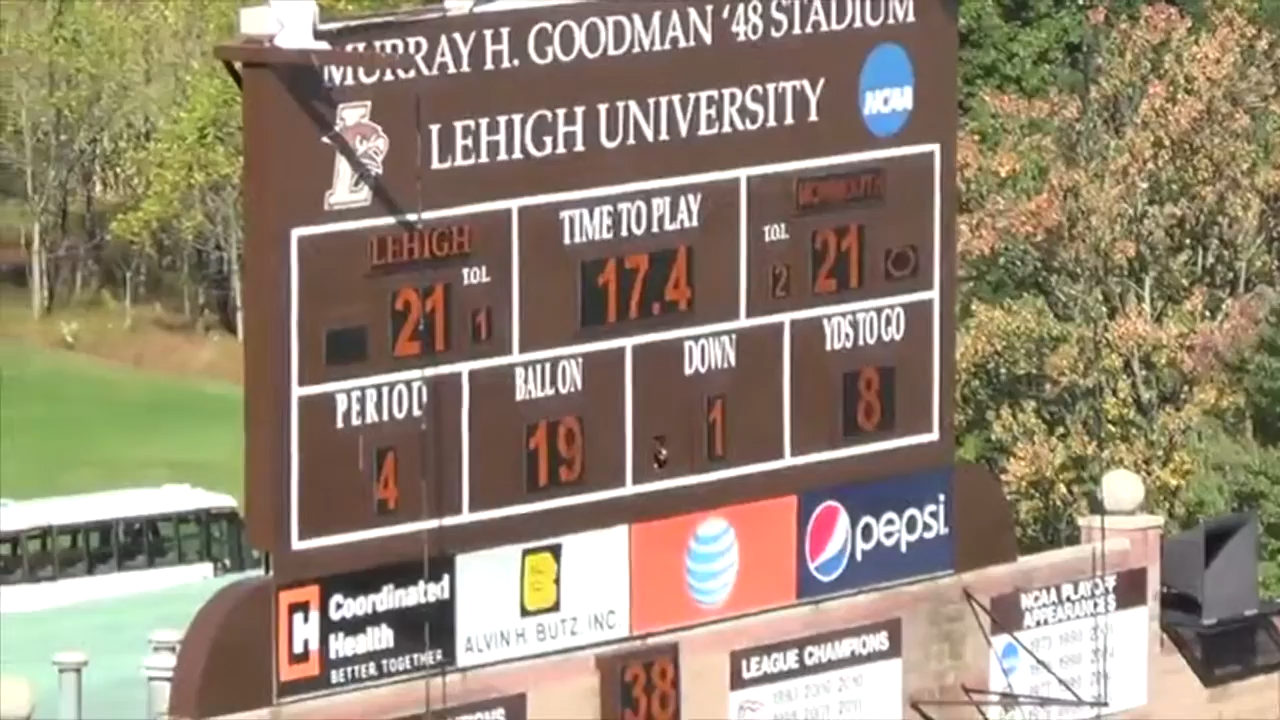 MURRAY H. GOODMAN '48 STADIUM
LEHIGH UNIVERSITY
NCAA
LEHIGH
T.O.L
21
1
TIME TO PLAY
17.4
MONMOUTH
T.O.L
2
21
PERIOD
4
BALL ON
19
DOWN
1
YDS TO GO
8
H Coordinated
Health
BETTER, TOGETHER.
B
ALVIN H. BUTZ, INC.
pepsi
38
LEAGUE CHAMPIONS
NCAA PLAYOFF
APPEARANCES